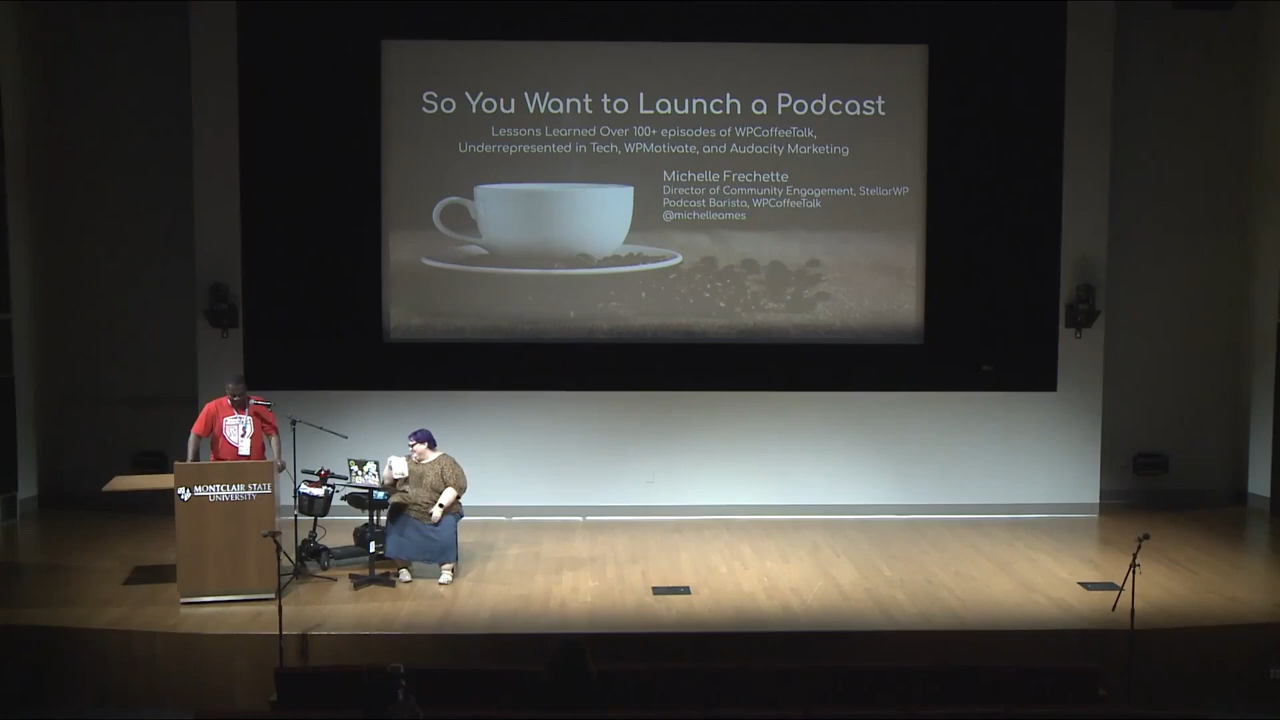 So You Want to Launch a Podcast
Lessons Learned Over 100+ episodes of WPCoffeeTalk,
Underrepresented in Tech, WPMotivate, and Audacity Marketing
Michelle Frechette
Director of Community Engagement, StellarWP
Podcast Barista, WPCoffeeTalk
@michelleames
MONTCLAIR STATE
UNIVERSITY